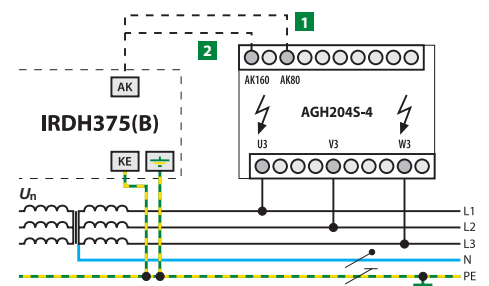 1
2
AK
AK160 AK80
IRDH375(B)
AGH204S-4
U3 V3 W3
KE
Un
L1
L2
L3
N
PE